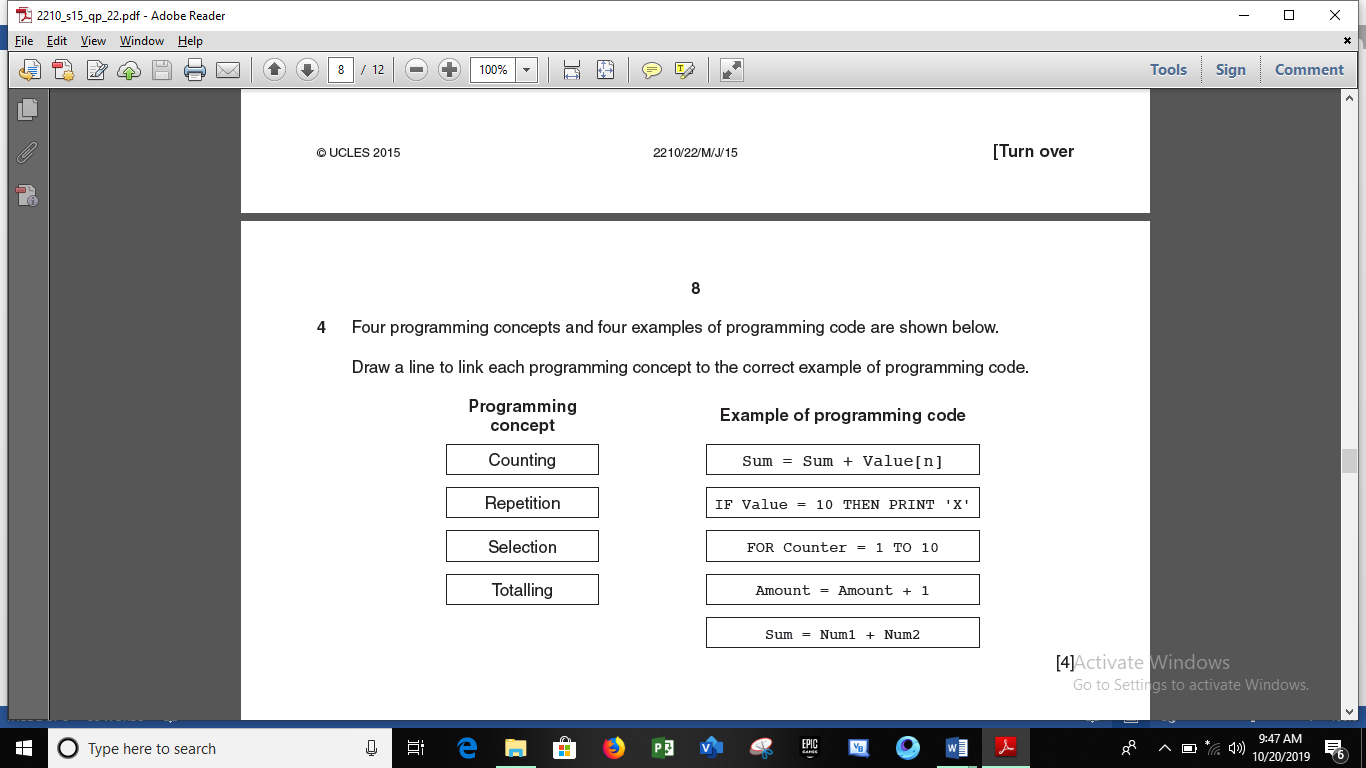 2210_s15_qp_22.pdf - Adobe Reader
File Edit View Window Help
8 / 12 100% Tools Sign Comment
© UCLES 2015 2210/22/M/J/15 [Turn over
8
4 Four programming concepts and four examples of programming code are shown below.
Draw a line to link each programming concept to the correct example of programming code.
Programming
concept
Example of programming code
Counting Sum = Sum + Value[n]
Repetition IF Value = 10 THEN PRINT 'X'
Selection FOR Counter = 1 TO 10
Totalling Amount = Amount + 1
Sum = Num1 + Num2
[4]
Activate Windows
Go to Settings to activate Windows.
Type here to search
EPIC
GAMES
9:47 AM
10/20/2019
6